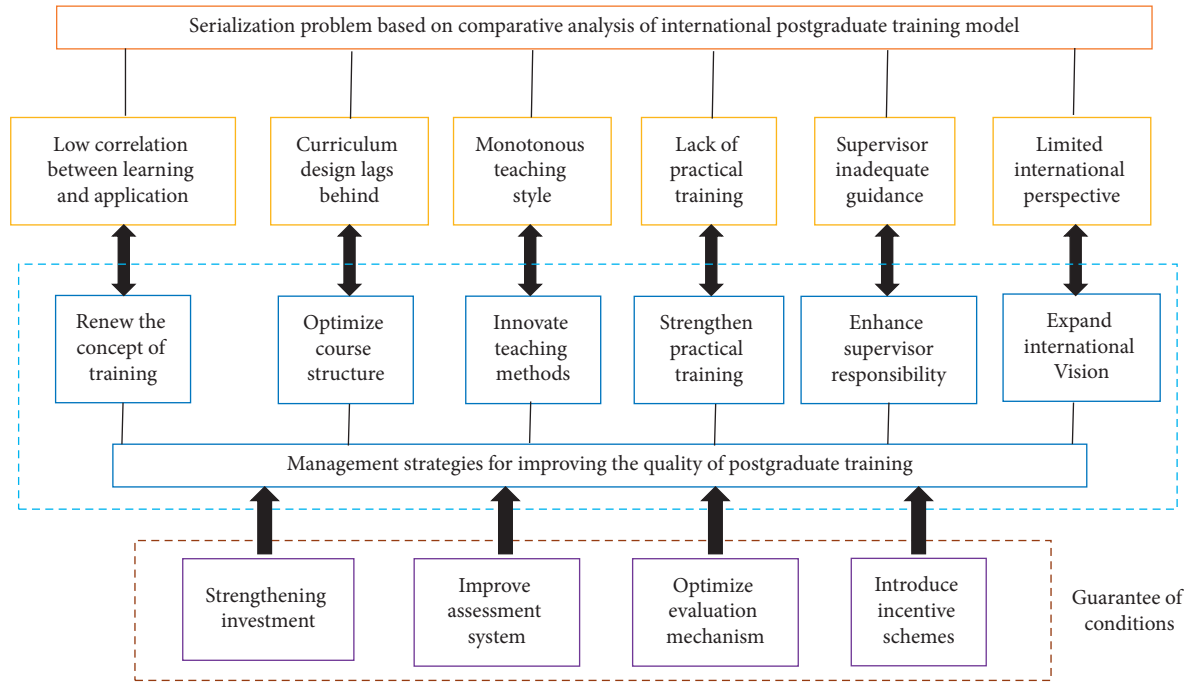 Serialization problem based on comparative analysis of international postgraduate training model
Low correlation
between learning
and application
Curriculum
design lags
behind
Monotonous
teaching
style
Lack of
practical
training
Supervisor
inadequate
guidance
Limited
international
perspective
Renew the
concept of
training
Optimize
course
structure
Innovate
teaching
methods
Strengthen
practical
training
Enhance
supervisor
responsibility
Expand
international
Vision
Management strategies for improving the quality of postgraduate training
Strengthening
investment
Improve
assessment
system
Optimize
evaluation
mechanism
Introduce
incentive
schemes
Guarantee of
conditions